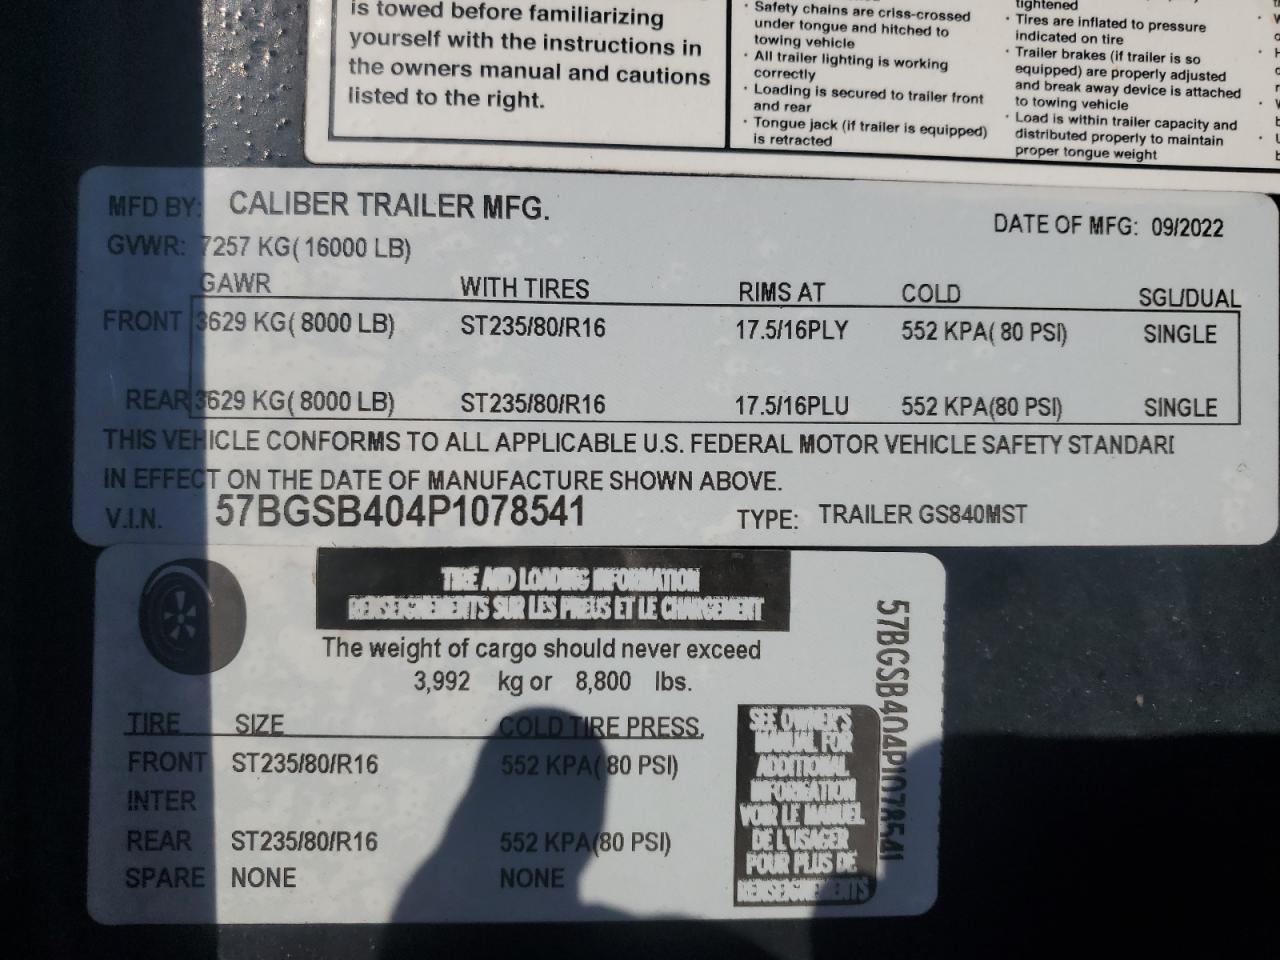 is towed before familiarizing
yourself with the instructions in
the owners manual and cautions
listed to the right.
· Safety chains are criss-crossed
under tongue and hitched to
towing vehicle
· All trailer lighting is working
correctly
· Loading is secured to trailer front
and rear
· Tongue jack (if trailer is equipped)
is retracted
tightened
· Tires are inflated to pressure
indicated on tire
· Trailer brakes (if trailer is so
equipped) are properly adjusted
and break away device is attached
to towing vehicle
· Load is within trailer capacity and
distributed properly to maintain
proper tongue weight
MFD BY: CALIBER TRAILER MFG.
DATE OF MFG: 09/2022
GVWR: 7257 KG( 16000 LB)
GAWR WITH TIRES RIMS AT COLD SGL/DUAL
FRONT 3629 KG( 8000 LB) ST235/80/R16 17.5/16PLY 552 KPA( 80 PSI) SINGLE
REAR 3629 KG( 8000 LB) ST235/80/R16 17.5/16PLU 552 KPA(80 PSI) SINGLE
THIS VEHICLE CONFORMS TO ALL APPLICABLE U.S. FEDERAL MOTOR VEHICLE SAFETY STANDARD
IN EFFECT ON THE DATE OF MANUFACTURE SHOWN ABOVE.
V.I.N. 57BGSB404P1078541 TYPE: TRAILER GS840MST
TIRE AND LOADING INFORMATION
RENSEIGNEMENTS SUR LES PNEUS ET LE CHARGEMENT
The weight of cargo should never exceed
3,992 kg or 8,800 lbs.
TIRE SIZE COLD TIRE PRESS.
FRONT ST235/80/R16 552 KPA( 80 PSI)
INTER
REAR ST235/80/R16 552 KPA(80 PSI)
SPARE NONE NONE
SEE OWNER'S
MANUAL FOR
ADDITIONAL
INFORMATION
VOIR LE MANUEL
DE L'USAGER
POUR PLUS DE
RENSEIGNEMENTS
57BGSB404P1078541